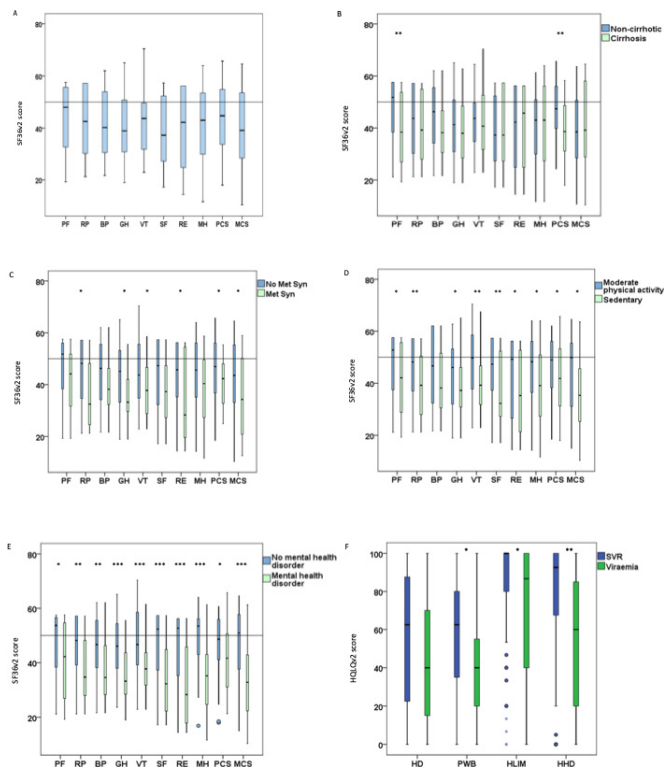 A
80
60
40
20
SF36v2 score
PF RP BP GH VT SF RE MH PCS MCS
B
Non-cirrhotic
Cirrhosis
** **
80
60
40
20
SF36v2 score
PF RP BP GH VT SF RE MH PCS MCS
C
No Met Syn
Met Syn
* * * * * *
80
60
40
20
SF36v2 score
PF RP BP GH VT SF RE MH PCS MCS
D
Moderate
physical activity
Sedentary
* ** * ** ** * * * *
80
60
40
20
SF36v2 score
PF RP BP GH VT SF RE MH PCS MCS
E
No mental health
disorder
Mental health
disorder
* ** ** *** *** *** *** *** * ***
80
60
40
20
SF36v2 score
PF RP BP GH VT SF RE MH PCS MCS
F
SVR
Viraemia
* * **
100
80
60
40
20
0
HQLQv2 score
HD PWB HLIM HHD